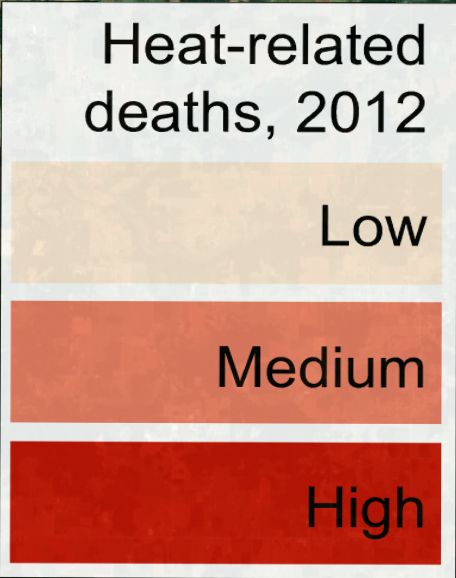 Heat-related
deaths, 2012
Low
Medium
High